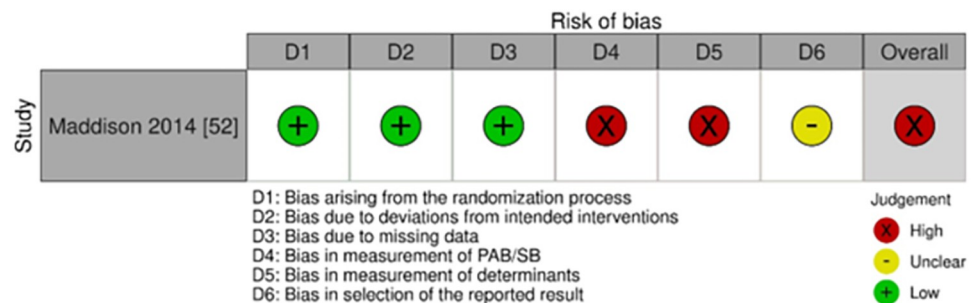 Risk of bias
D1 D2 D3 D4 D5 D6 Overall
Study
Maddison 2014 [52] + + + X X - X
D1: Bias arising from the randomization process
D2: Bias due to deviations from intended interventions
D3: Bias due to missing data
D4: Bias in measurement of PAB/SB
D5: Bias in measurement of determinants
D6: Bias in selection of the reported result
Judgement
X High
- Unclear
+ Low